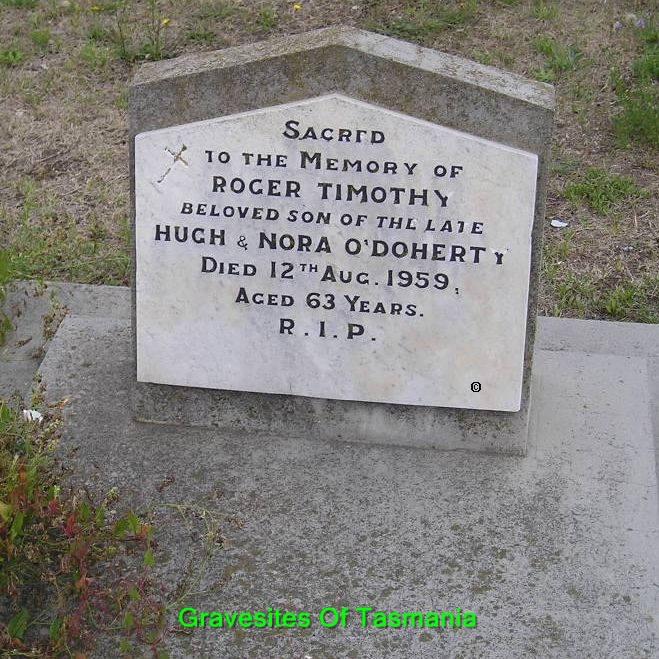 SACRED
TO THE MEMORY OF
ROGER TIMOTHY
BELOVED SON OF THE LATE
HUGH & NORA O'DOHERTY
DIED 12TH AUG. 1959,
AGED 63 YEARS.
R.I.P.
©
Gravesites Of Tasmania